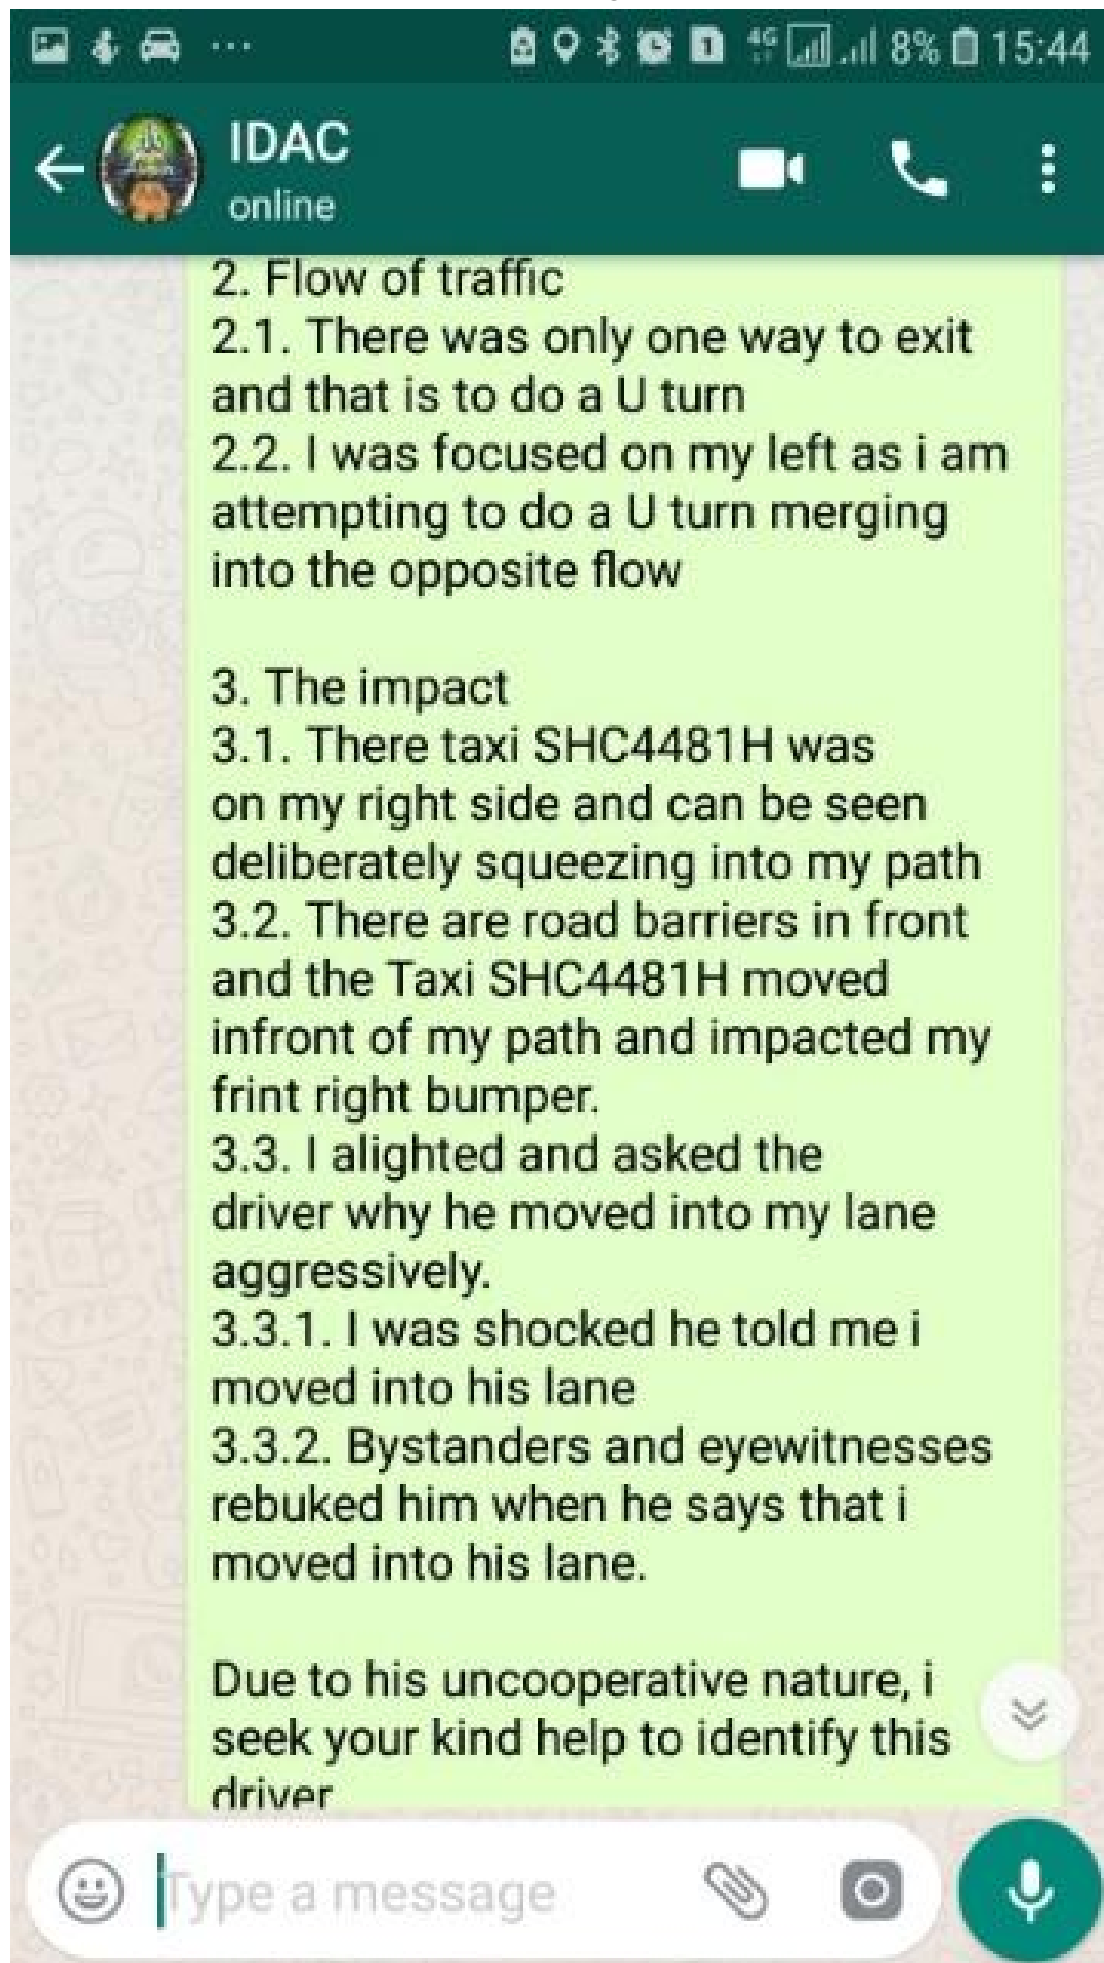 4G 8% 15:44
IDAC
online
2. Flow of traffic
2.1. There was only one way to exit
and that is to do a U turn
2.2. I was focused on my left as i am
attempting to do a U turn merging
into the opposite flow
3. The impact
3.1. There taxi SHC4481H was
on my right side and can be seen
deliberately squeezing into my path
3.2. There are road barriers in front
and the Taxi SHC4481H moved
infront of my path and impacted my
frint right bumper.
3.3. I alighted and asked the
driver why he moved into my lane
aggressively.
3.3.1. I was shocked he told me i
moved into his lane
3.3.2. Bystanders and eyewitnesses
rebuked him when he says that i
moved into his lane.
Due to his uncooperative nature, i
seek your kind help to identify this
driver
Type a message